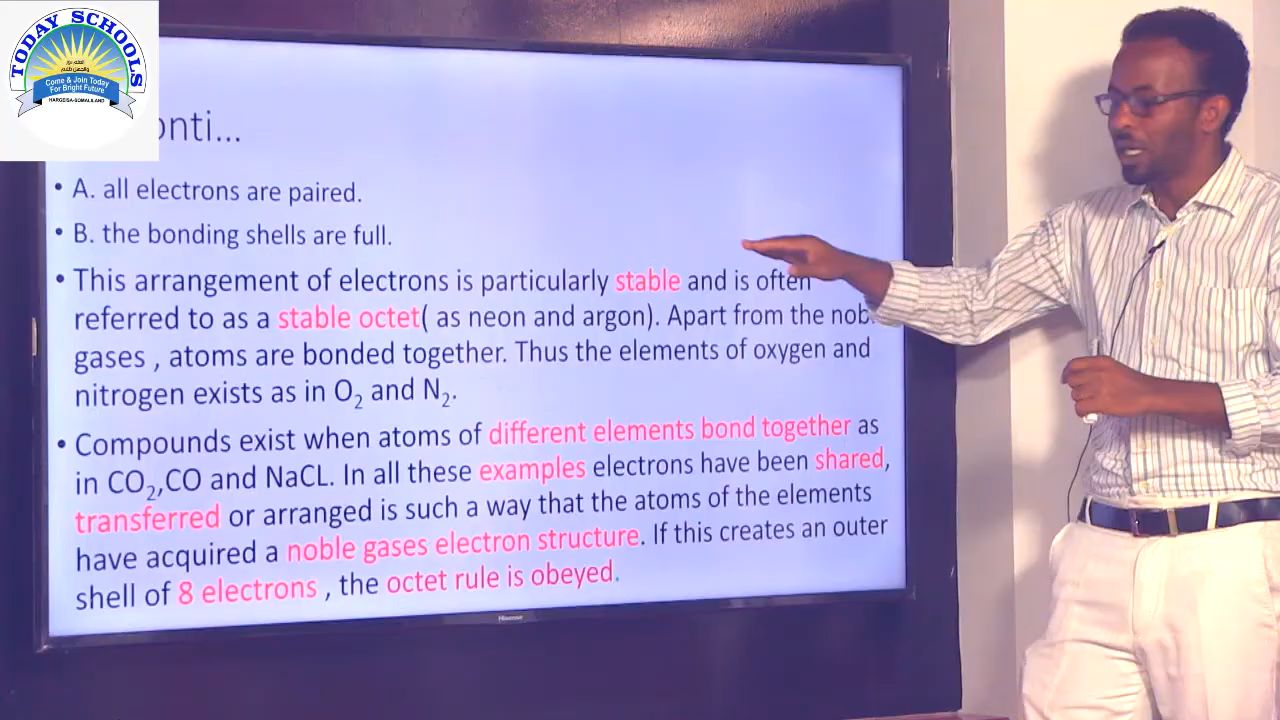 TODAY SCHOOLS
Come & Join Today
For Bright Future
HARGEISA-SOMALILAND
onti...
• A. all electrons are paired.
• B. the bonding shells are full.
• This arrangement of electrons is particularly stable and is often
referred to as a stable octet( as neon and argon). Apart from the nob
gases , atoms are bonded together. Thus the elements of oxygen and
nitrogen exists as in O₂ and N₂.
• Compounds exist when atoms of different elements bond together as
in CO₂,CO and NaCL. In all these examples electrons have been shared,
transferred or arranged is such a way that the atoms of the elements
have acquired a noble gases electron structure. If this creates an outer
shell of 8 electrons , the octet rule is obeyed.
Hisense